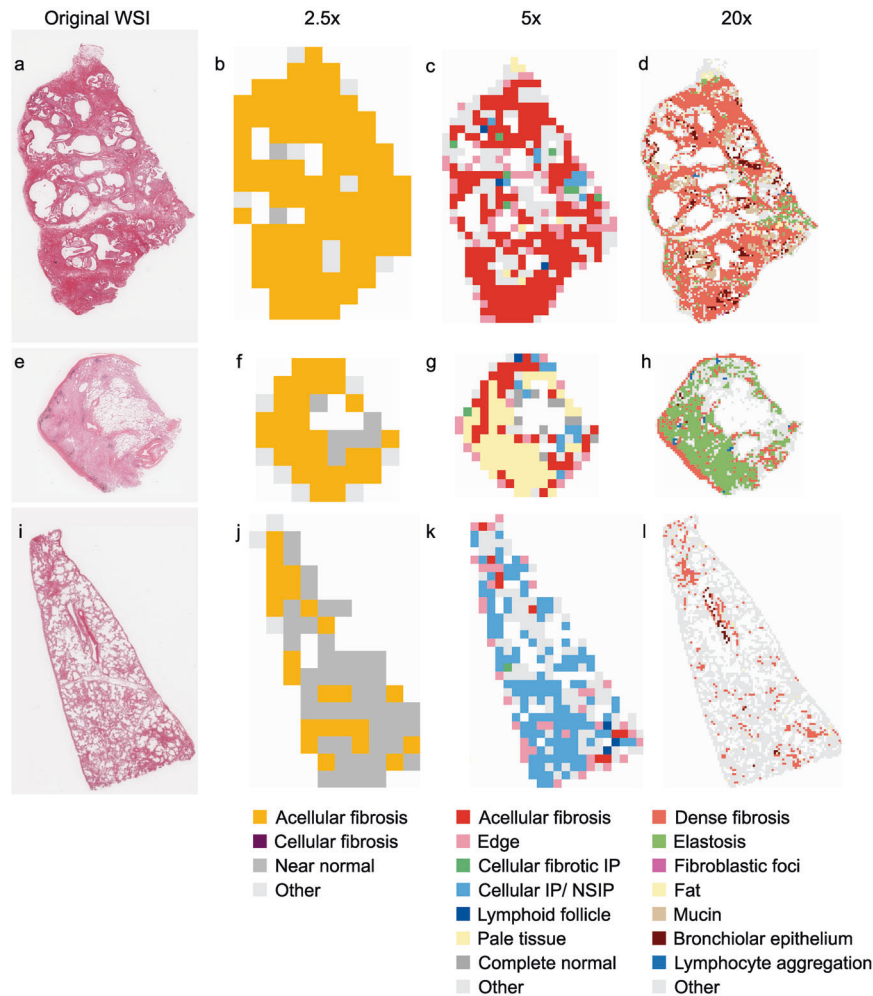 Original WSI 2.5x 5x 20x
a b c d
e f g h
i j k l
Acellular fibrosis
Cellular fibrosis
Near normal
Other
Acellular fibrosis
Edge
Cellular fibrotic IP
Cellular IP/ NSIP
Lymphoid follicle
Pale tissue
Complete normal
Other
Dense fibrosis
Elastosis
Fibroblastic foci
Fat
Mucin
Bronchiolar epithelium
Lymphocyte aggregation
Other